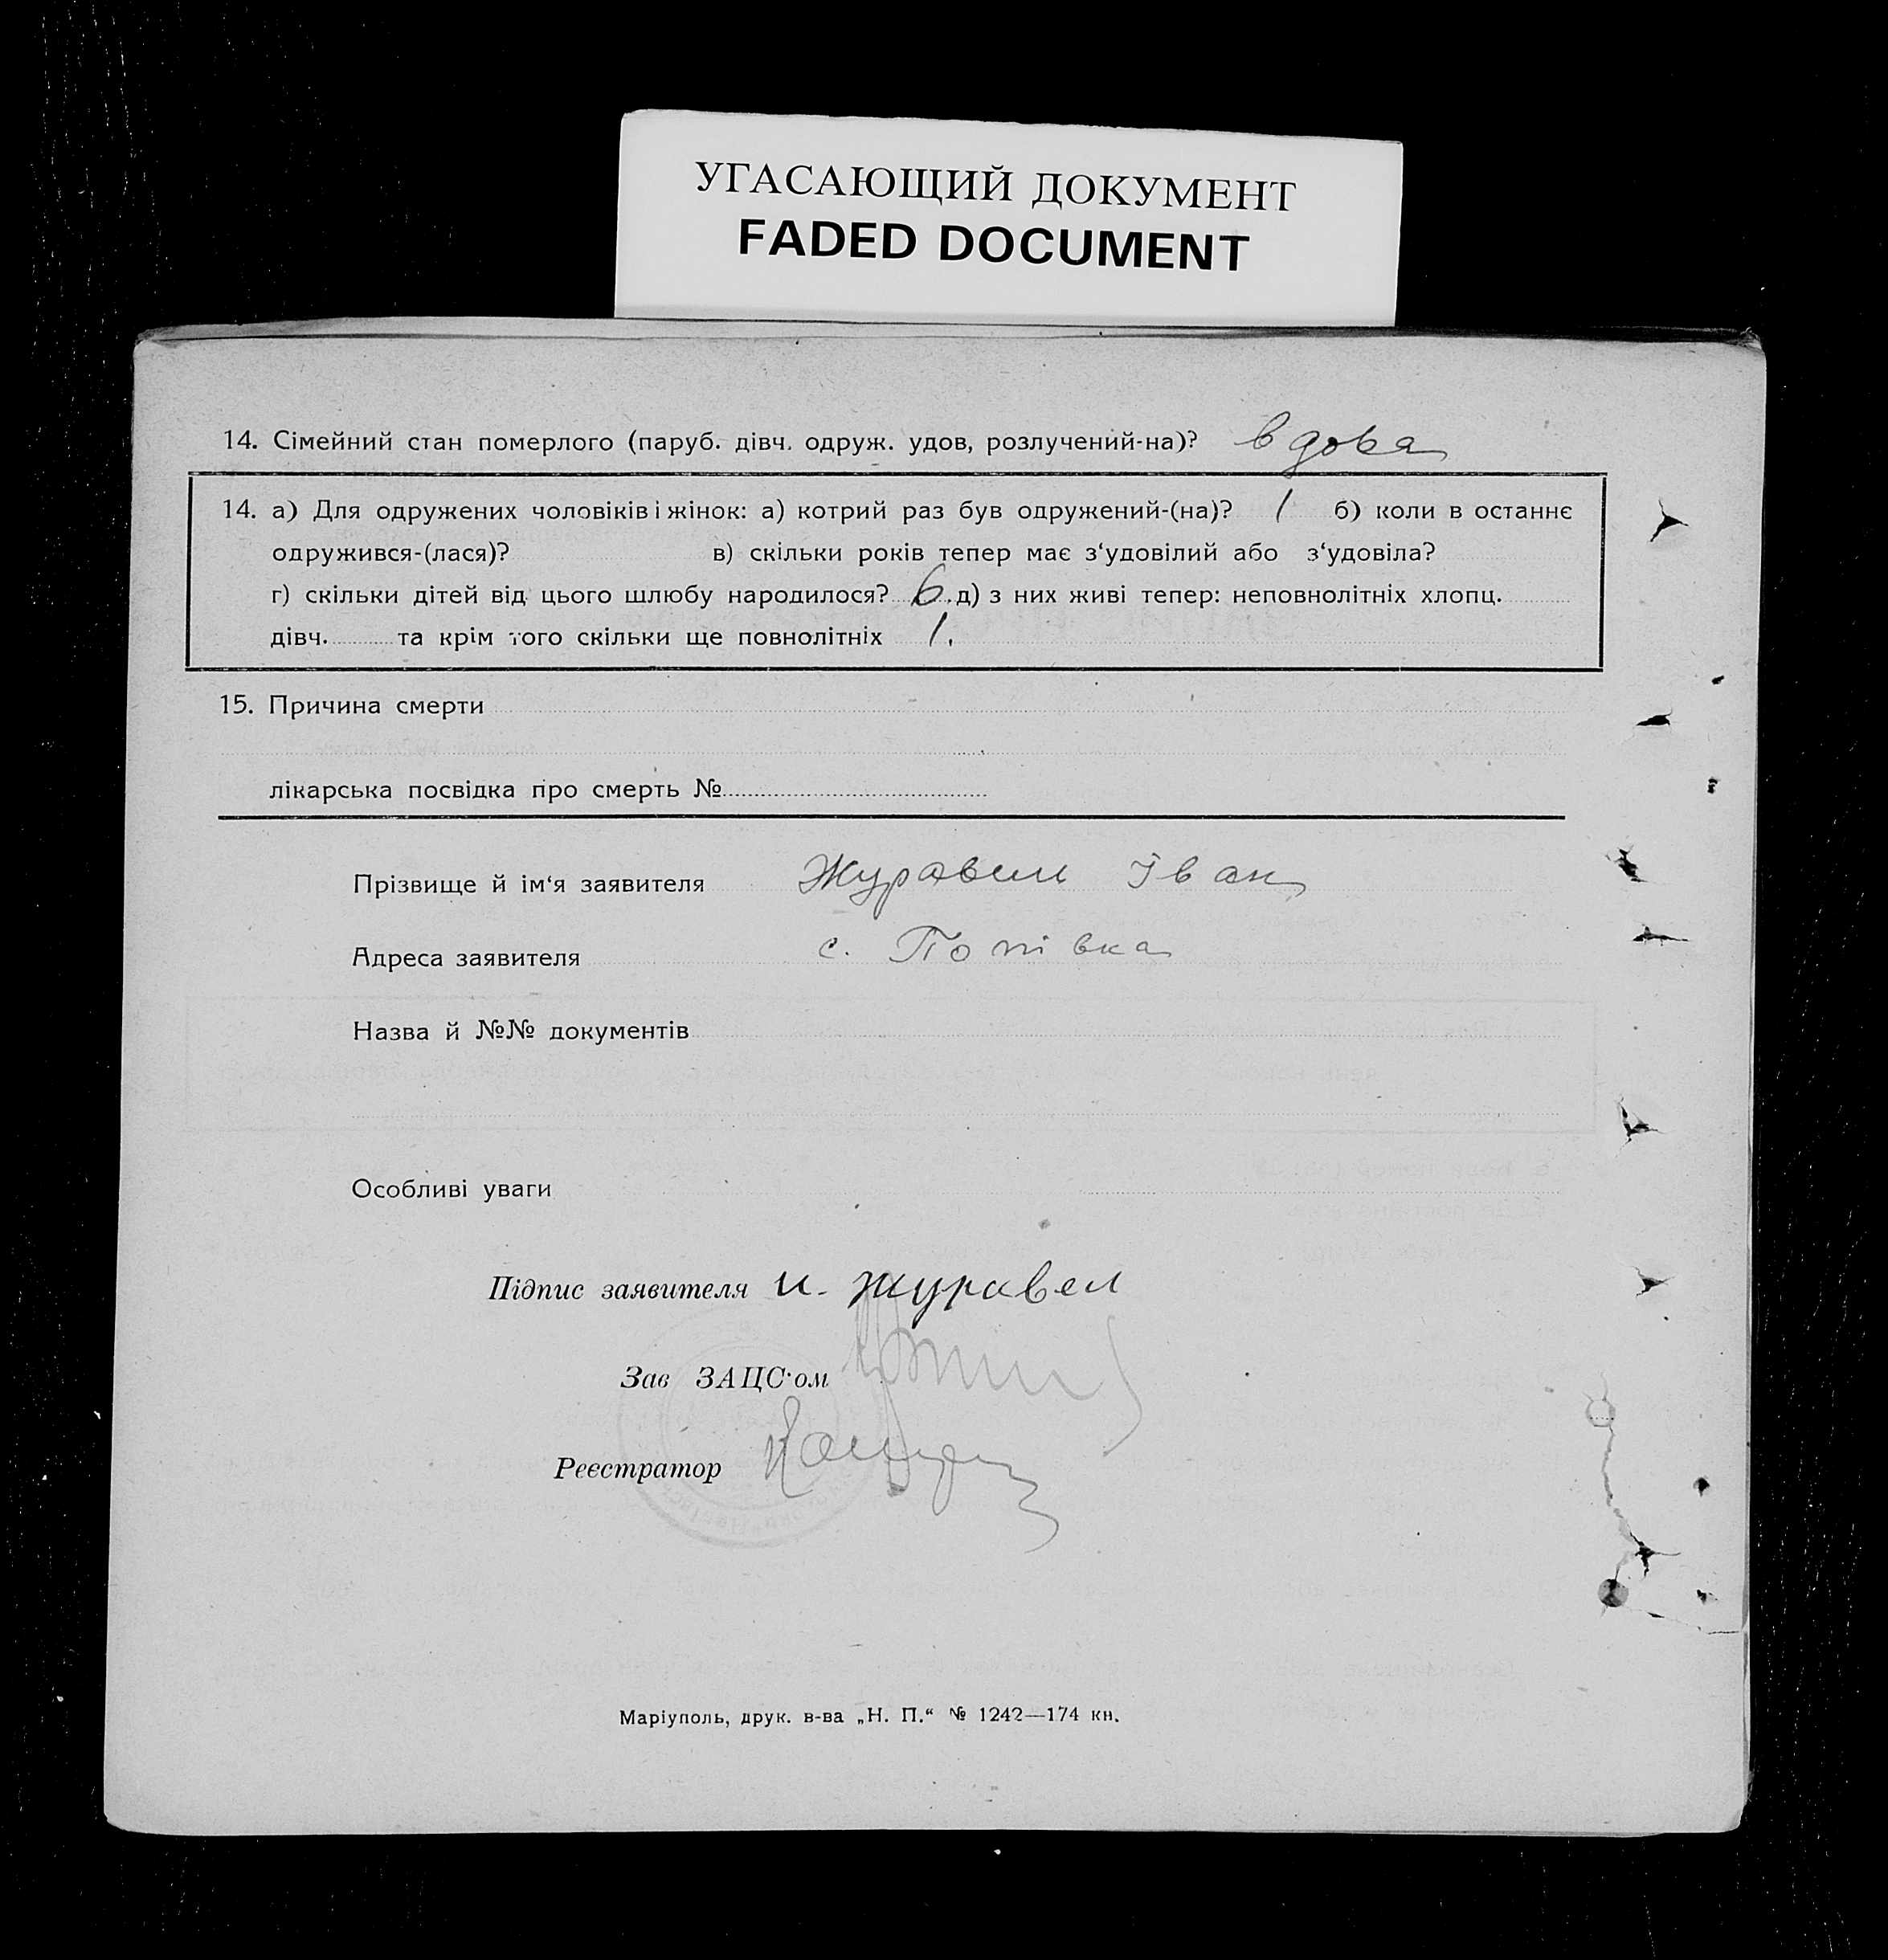 УГАСАЮЩИЙ ДОКУМЕНТ
FADED DOCUMENT
14. Сімейний стан померлого (паруб. дівч. одруж. удов, розлучений-на)? вдова
14. а) Для одружених чоловіків і жінок: а) котрий раз був одружений-(на)? 1 б) коли в останнє
одружився-(лася)? в) скільки років тепер має з‘удовілий або з‘удовіла?
г) скільки дітей від цього шлюбу народилося? 6 д) з них живі тепер: неповнолітніх хлопц.
дівч. та крім того скільки ще повнолітніх 1.
15. Причина смерти
лікарська посвідка про смерть №
Прізвище й ім‘я заявителя Журавель Іван
Адреса заявителя с. Попівка
Назва й №№ документів
Особливі уваги
Підпис заявителя и. журавел
Зав ЗАЦС·ом
Реєстратор
Маріуполь, друк. в-ва „Н. П.“ № 1242—174 кн.